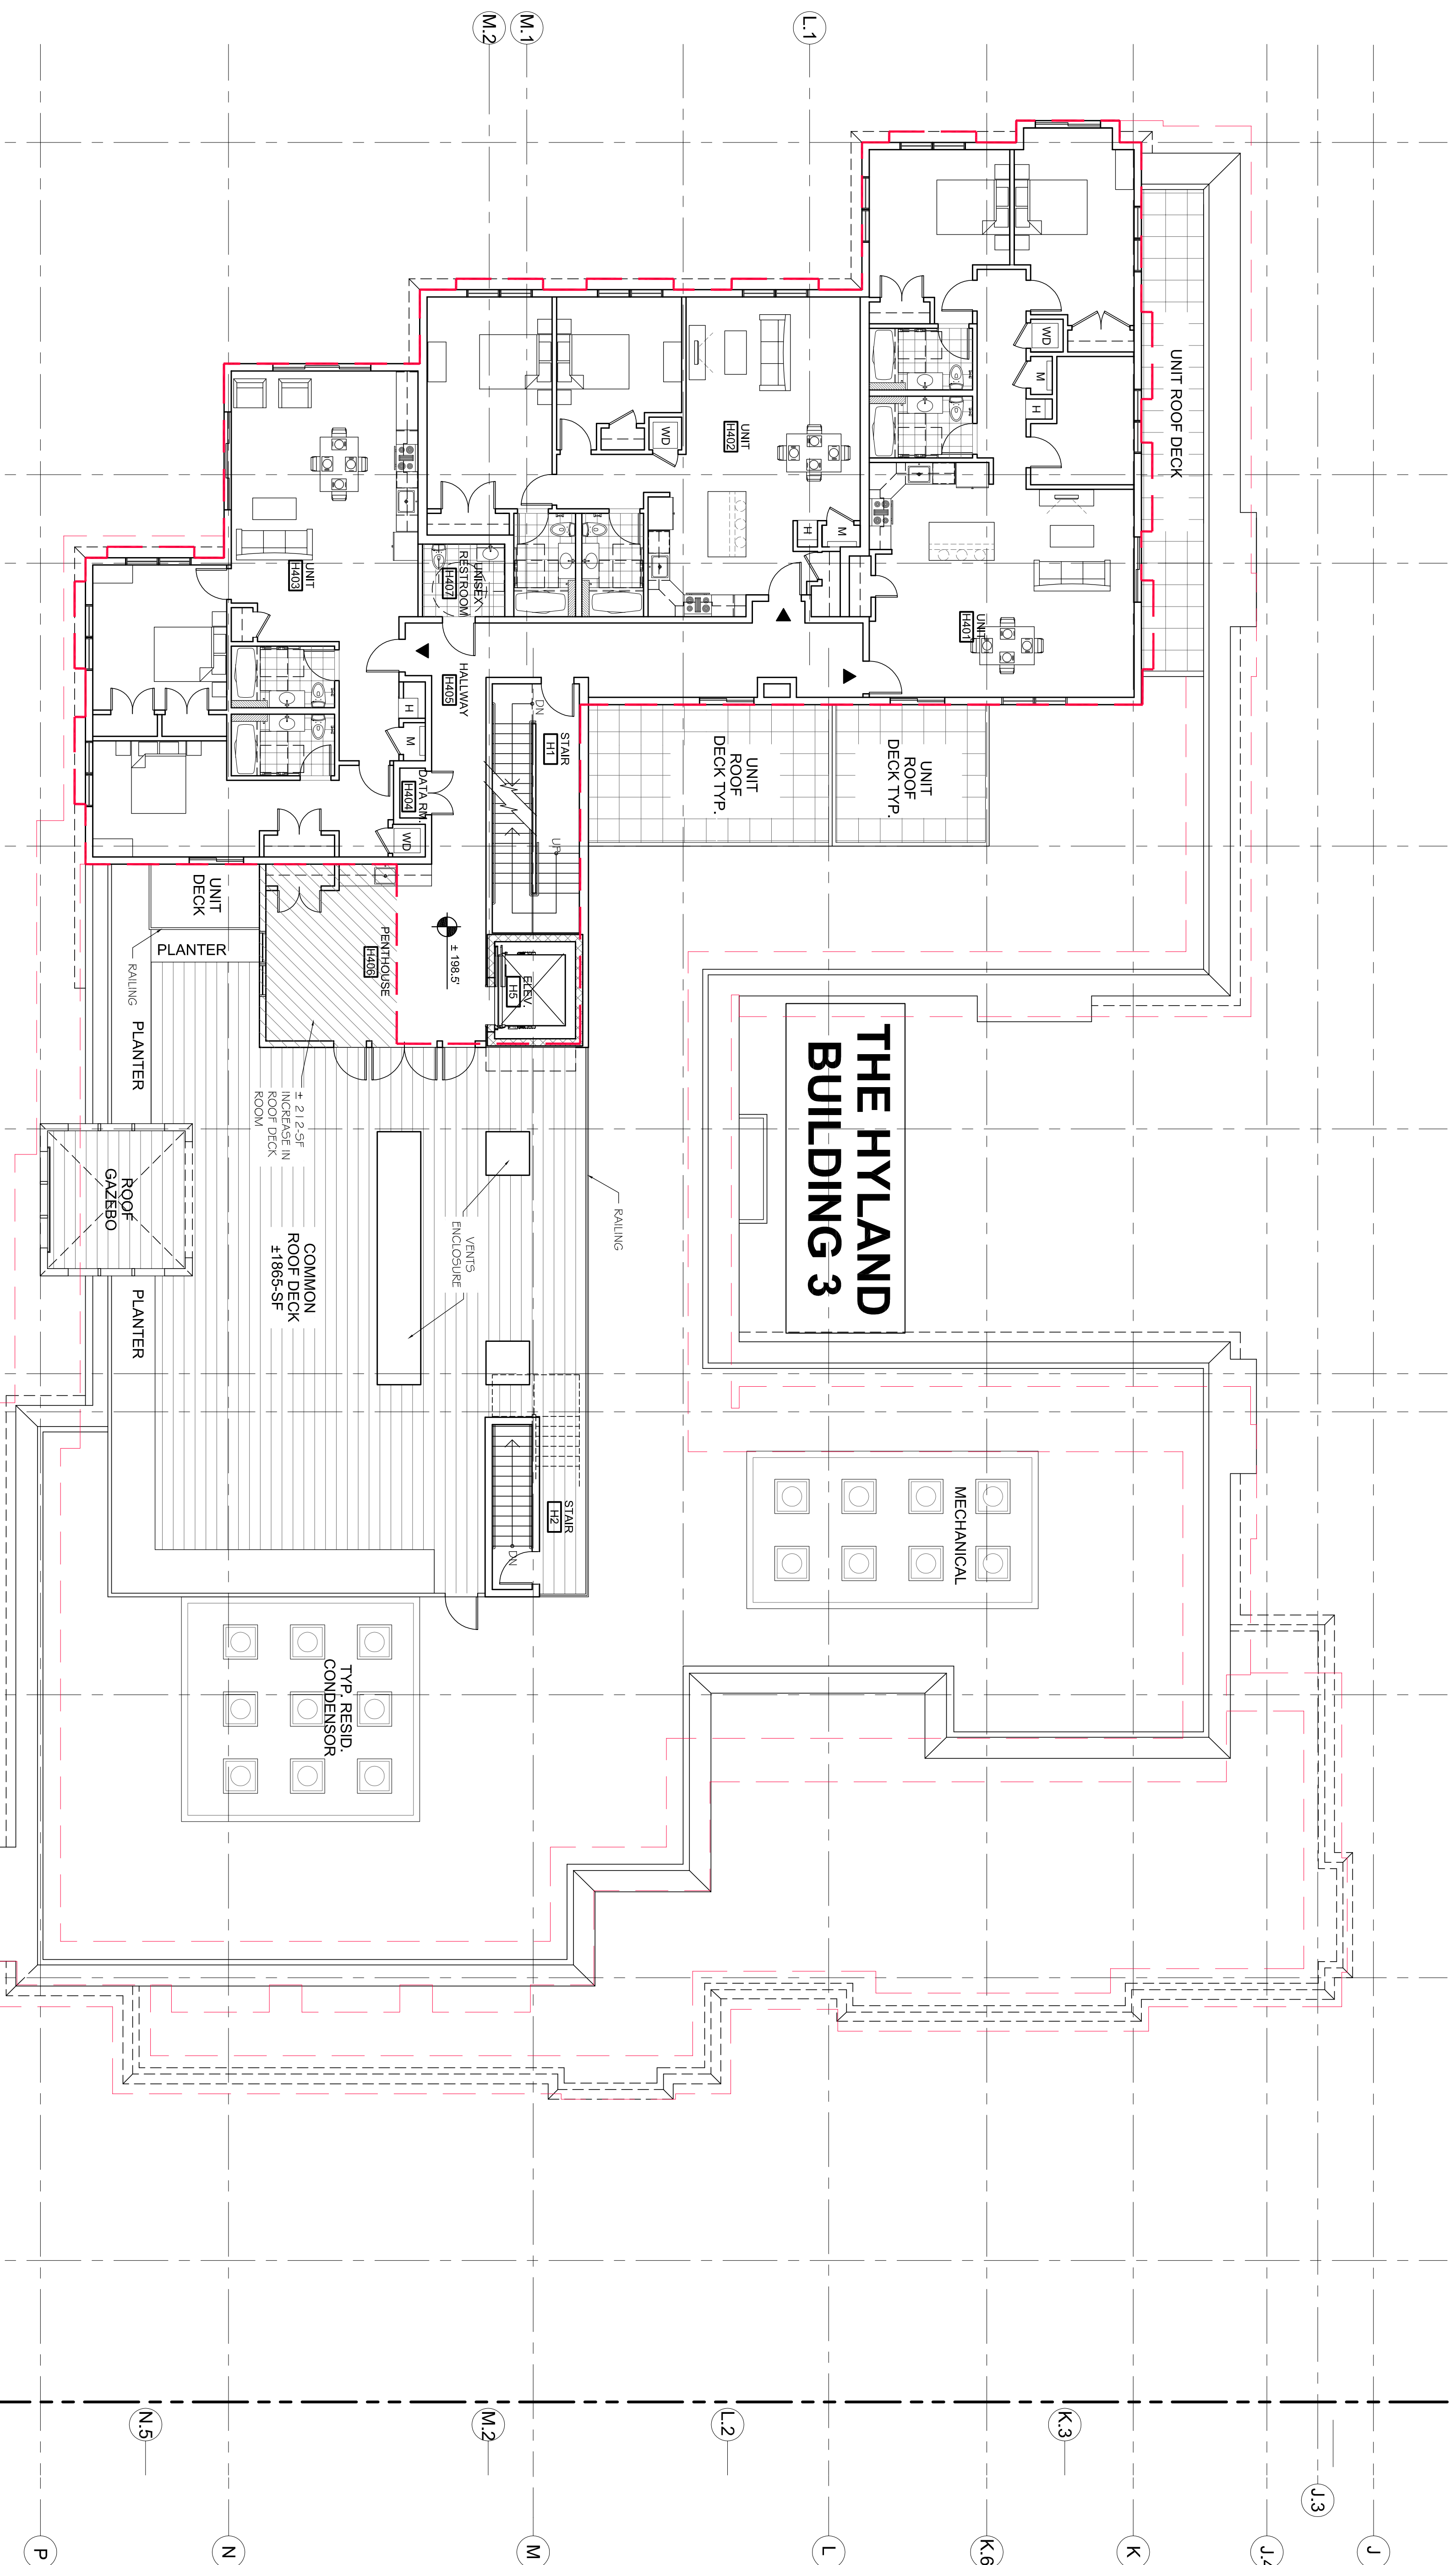 M.2
M.1
L.1
UNIT ROOF DECK
WD
M
H
UNIT
H401
UNIT
H402
WD
H
M
UNIT
H403
UNISEX
RESTROOM
H407
HALLWAY
H405
H
M
DATA RM.
H404
WD
STAIR
H1
DN
UP
UNIT
ROOF
DECK TYP.
UNIT
ROOF
DECK TYP.
UNIT
DECK
PLANTER
RAILING
PENTHOUSE
H406
± 198.5'
ELEV.
H5
THE HYLAND
BUILDING 3
PLANTER
± 212-SF
INCREASE IN
ROOF DECK
ROOM
RAILING
VENTS
ENCLOSURE
ROOF
GAZEBO
COMMON
ROOF DECK
±1865-SF
PLANTER
STAIR
H2
DN
MECHANICAL
TYP. RESID.
CONDENSOR
N.5
M.2
L.2
K.3
J.3
P
N
M
L
K.6
K
J.4
J